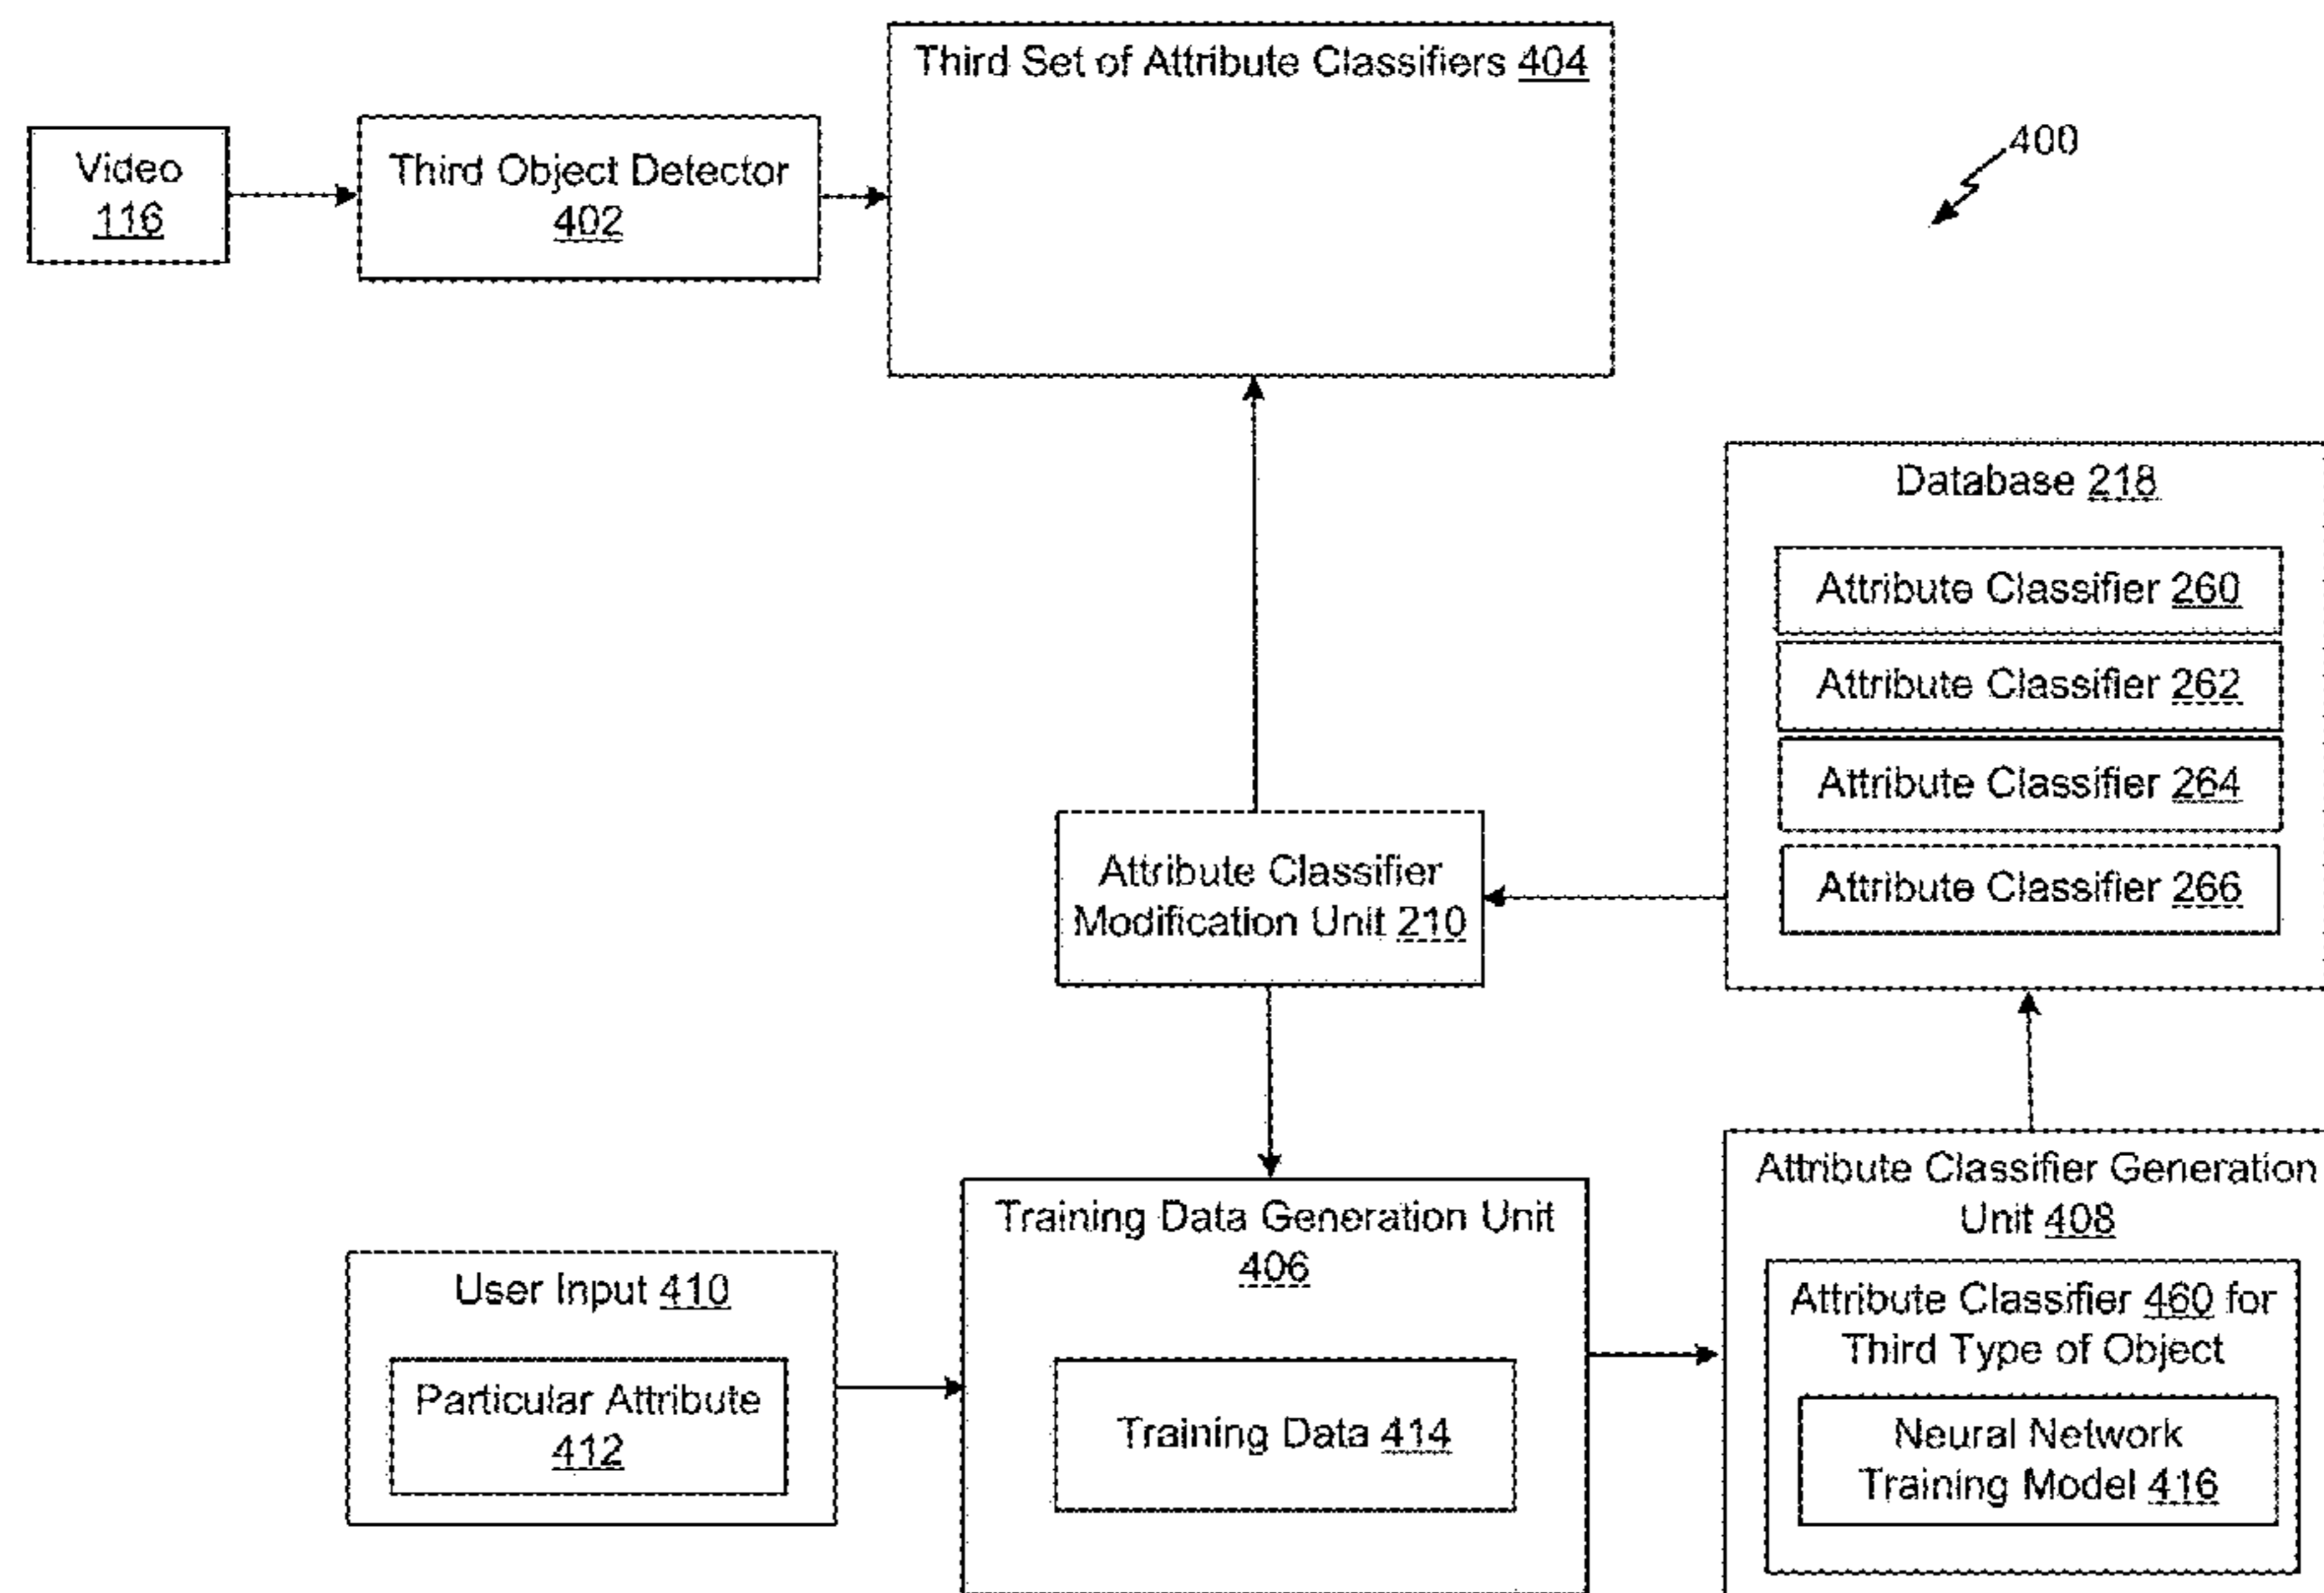 Third Set of Attribute Classifiers 404
Video
116
Third Object Detector
402
400
Database 218
Attribute Classifier 260
Attribute Classifier 262
Attribute Classifier 264
Attribute Classifier 266
Attribute Classifier
Modification Unit 210
User Input 410
Particular Attribute
412
Training Data Generation Unit
406
Training Data 414
Attribute Classifier Generation
Unit 408
Attribute Classifier 460 for
Third Type of Object
Neural Network
Training Model 416